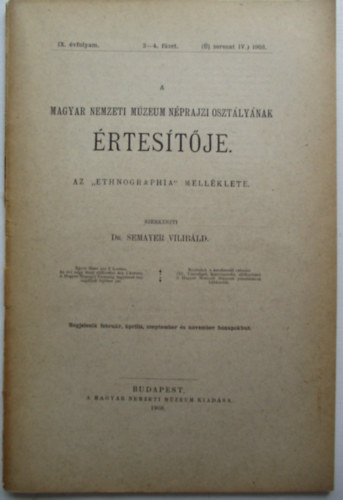 IX. évfolyam. 3—4. füzet. (Új sorozat IV.) 1908.
A
MAGYAR NEMZETI MÚZEUM NÉPRAJZI OSZTÁLYÁNAK
ÉRTESÍTŐJE.
AZ „ETHNOGRAPHIA" MELLÉKLETE.
SZERKESZTI
DR. SEMAYER VILIBÁLD.
Megjelenik február, április, szeptember és november hónapokban.
BUDAPEST,
A MAGYAR NEMZETI MÚZEUM KIADÁSA.
1908.